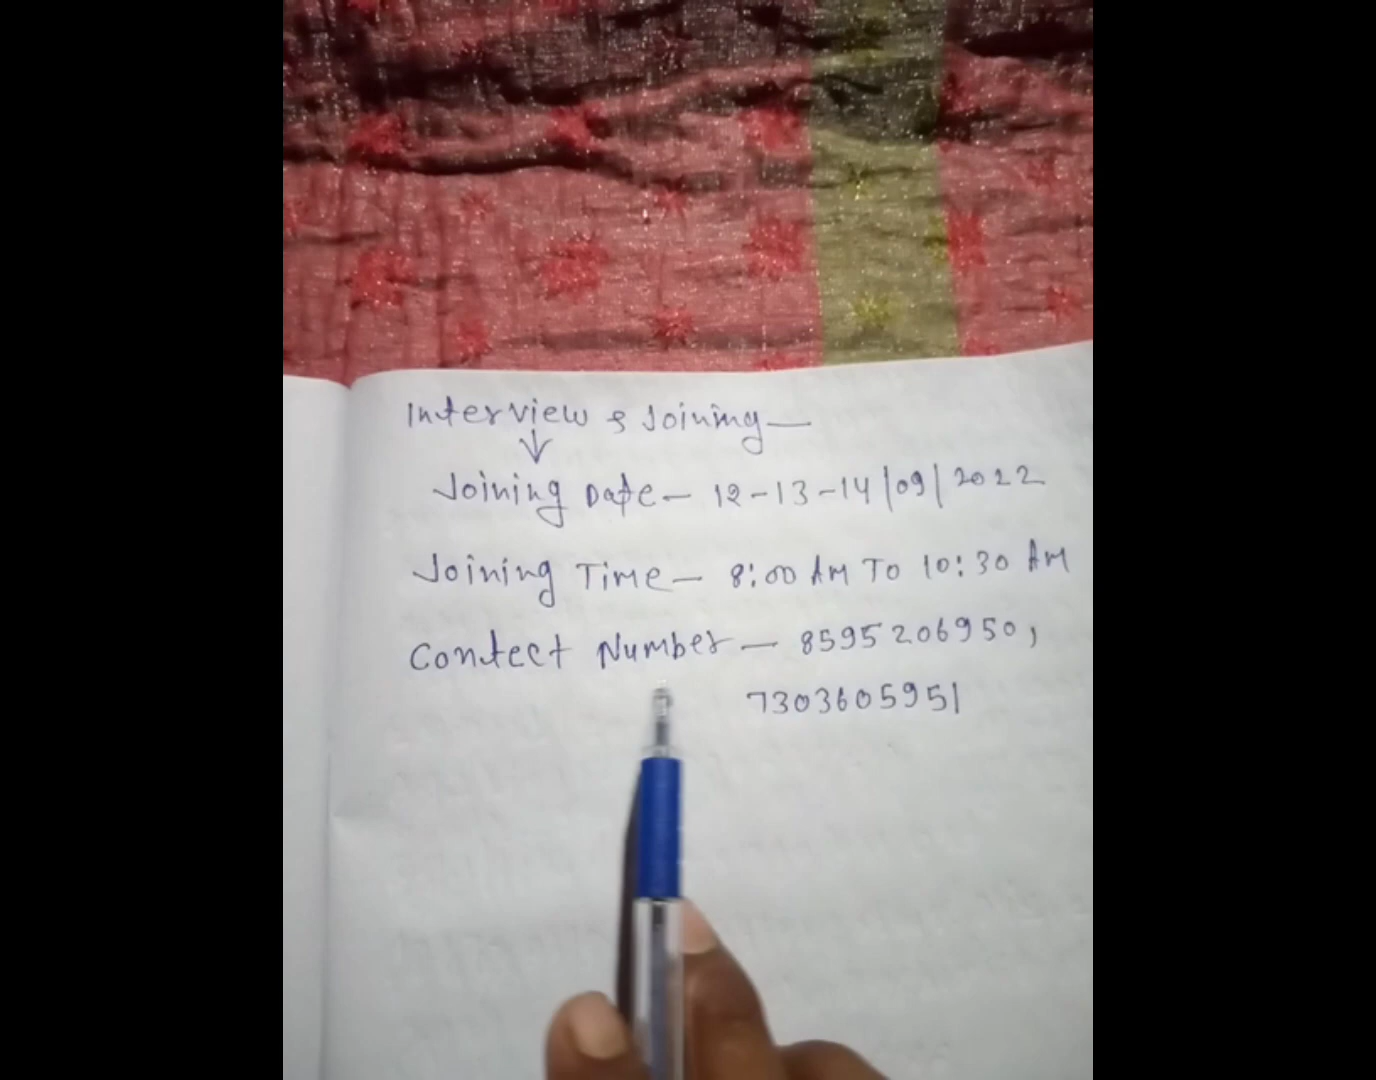 Interview & Joining—
↓
Joining Date— 12-13-14/09/2022
Joining Time— 8:00 AM To 10:30 AM
Contect Number— 8595206950,
7303605951